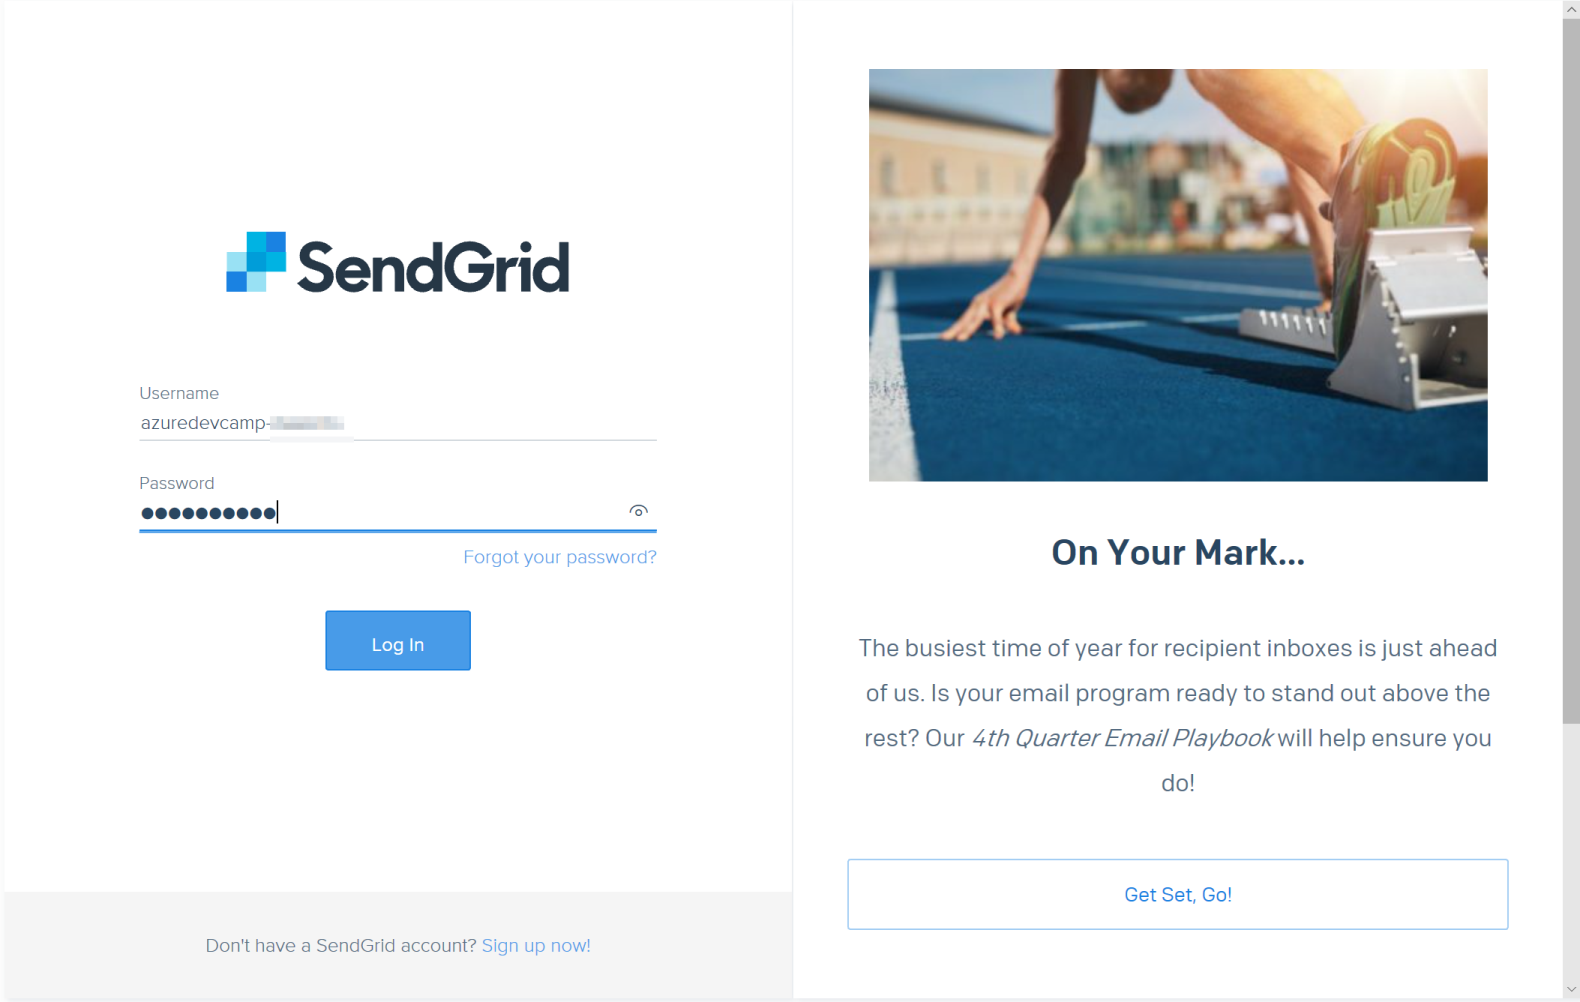 SendGrid
Username
azuredevcamp-
Password
Forgot your password?
Log In
Don't have a SendGrid account? Sign up now!
On Your Mark...
The busiest time of year for recipient inboxes is just ahead
of us. Is your email program ready to stand out above the
rest? Our 4th Quarter Email Playbook will help ensure you
do!
Get Set, Go!